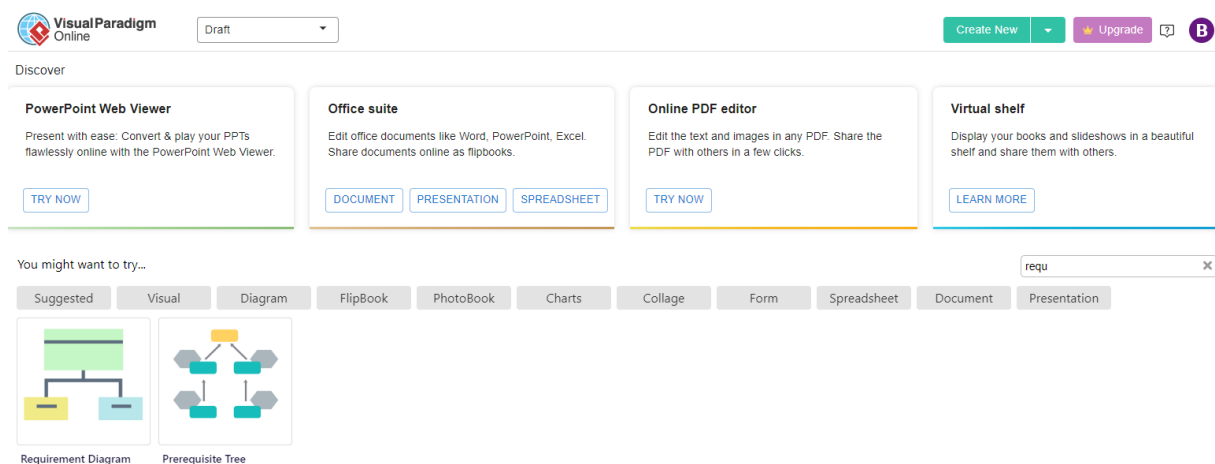 VisualParadigm
Online
Draft
Create New
Upgrade
?
B
Discover
PowerPoint Web Viewer
Present with ease: Convert & play your PPTs
flawlessly online with the PowerPoint Web Viewer.
TRY NOW
Office suite
Edit office documents like Word, PowerPoint, Excel.
Share documents online as flipbooks.
DOCUMENT PRESENTATION SPREADSHEET
Online PDF editor
Edit the text and images in any PDF. Share the
PDF with others in a few clicks.
TRY NOW
Virtual shelf
Display your books and slideshows in a beautiful
shelf and share them with others.
LEARN MORE
You might want to try...
requ
Suggested Visual Diagram FlipBook PhotoBook Charts Collage Form Spreadsheet Document Presentation
Requirement Diagram
Prerequisite Tree